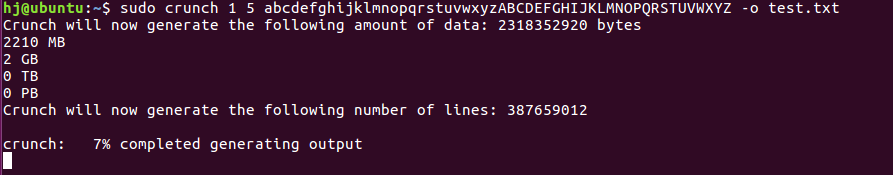 hj@ubuntu:~$ sudo crunch 1 5 abcdefghijklmnopqrstuvwxyzABCDEFGHIJKLMNOPQRSTUVWXYZ -o test.txt
Crunch will now generate the following amount of data: 2318352920 bytes
2210 MB
2 GB
0 TB
0 PB
Crunch will now generate the following number of lines: 387659012
crunch:   7% completed generating output